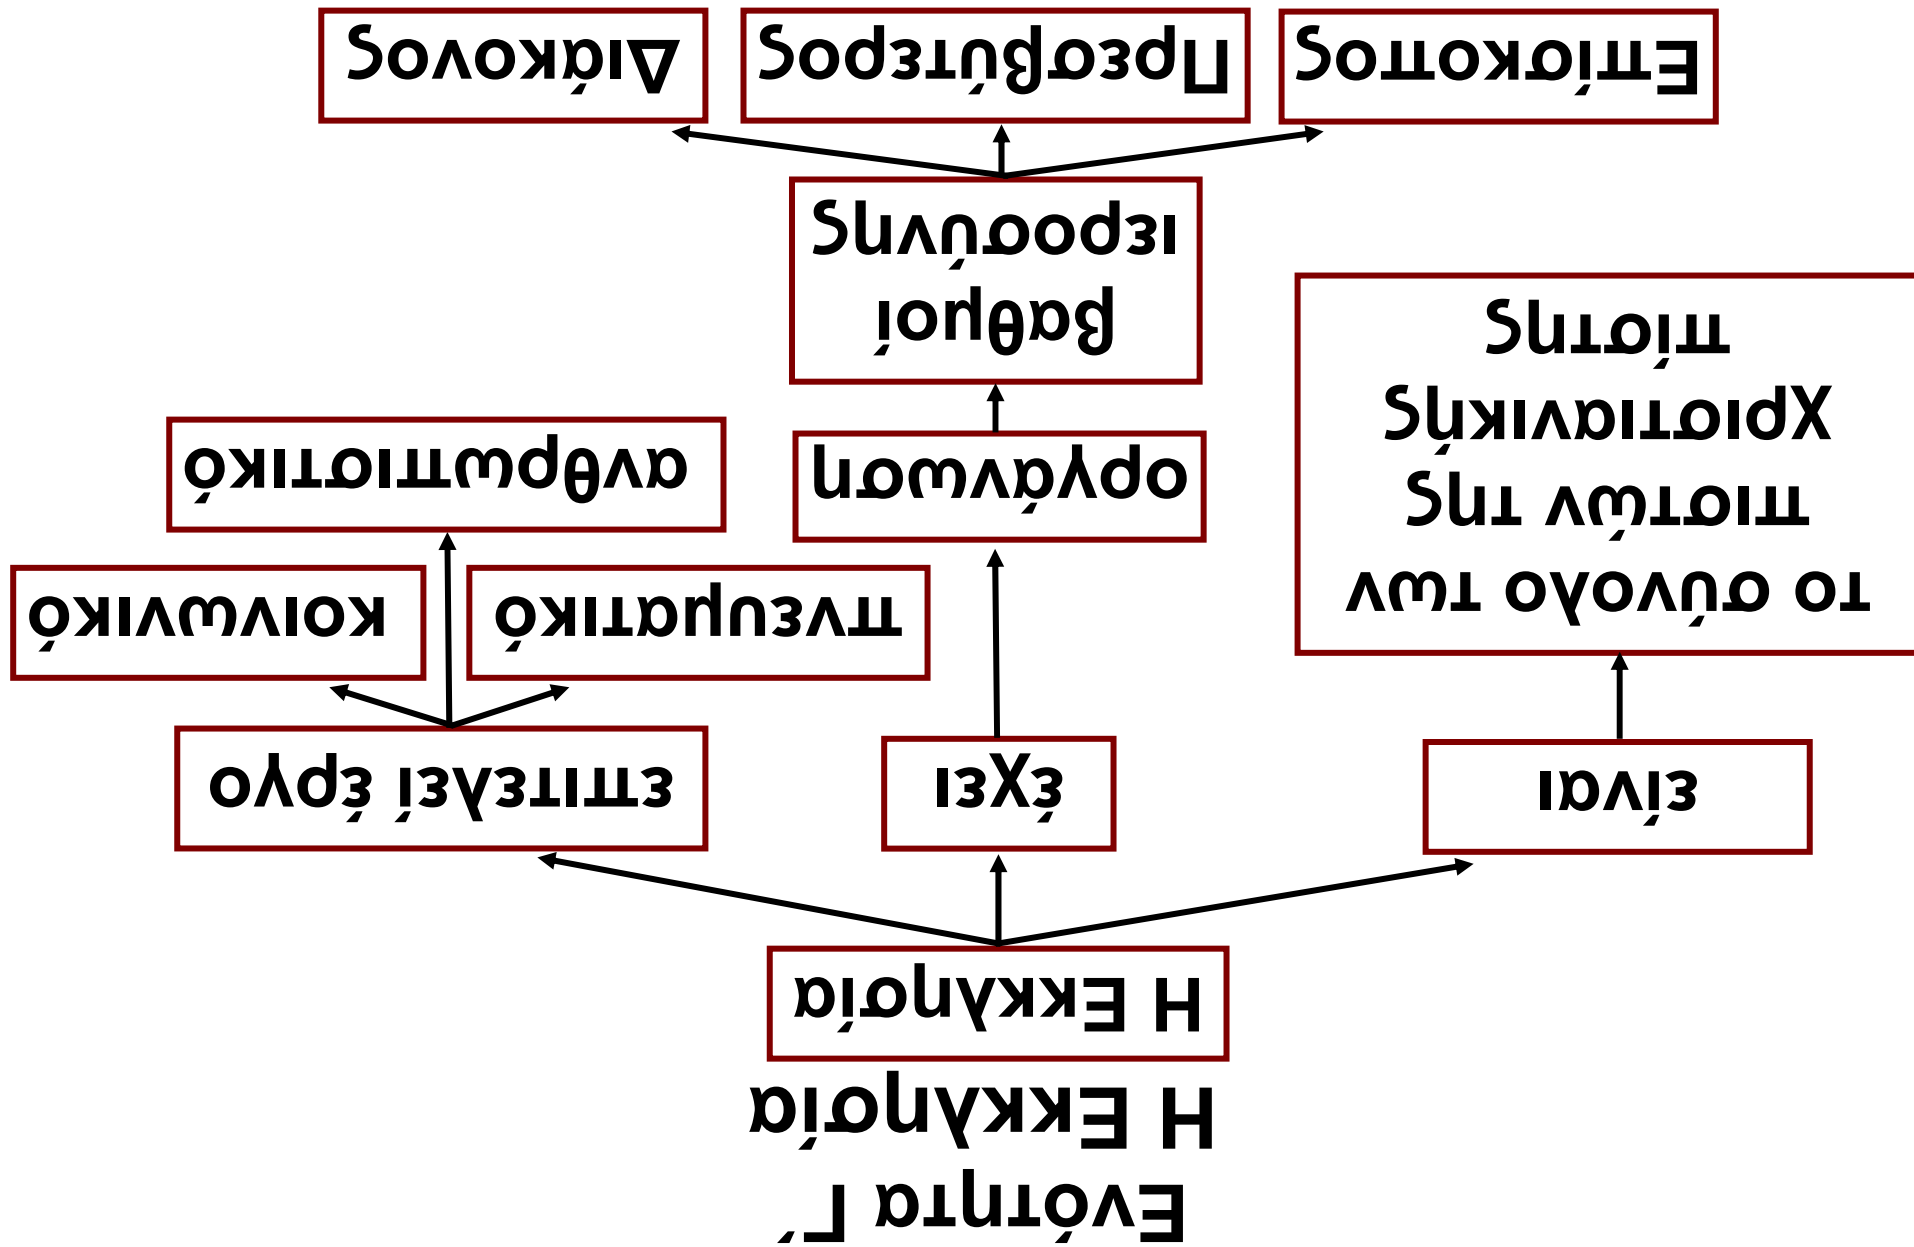 Ενότητα Γ΄
Η Εκκλησία
Η Εκκλησία
είναι
έχει
επιτελεί έργο
το σύνολο των
πιστών της
Χριστιανικής
πίστης
πνευματικό
κοινωνικό
ανθρωπιστικό
οργάνωση
βαθμοί
ιεροσύνης
Επίσκοπος
Πρεσβύτερος
Διάκονος